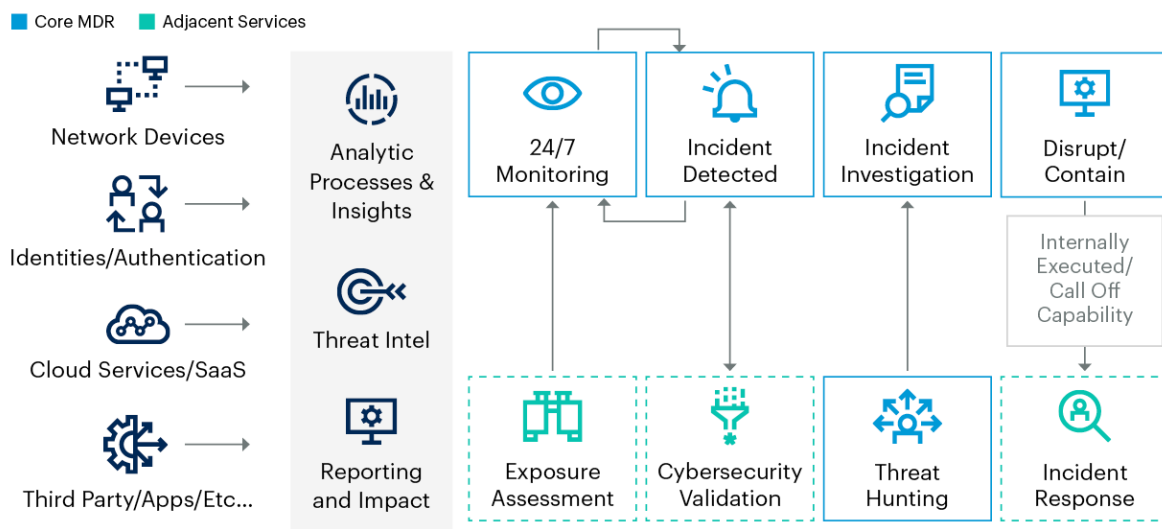 Core MDR
Adjacent Services
Network Devices
Identities/Authentication
Cloud Services/SaaS
Third Party/Apps/Etc...
Analytic
Processes &
Insights
Threat Intel
Reporting
and Impact
24/7
Monitoring
Incident
Detected
Incident
Investigation
Disrupt/
Contain
Internally
Executed/
Call Off
Capability
Exposure
Assessment
Cybersecurity
Validation
Threat
Hunting
Incident
Response